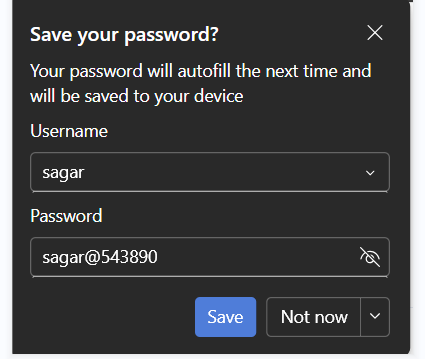 Save your password?
Your password will autofill the next time and
will be saved to your device
Username
sagar
Password
sagar@543890
Save
Not now